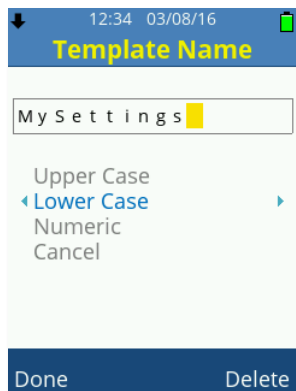 12:34 03/08/16
Template Name
MySettings
Upper Case
Lower Case
Numeric
Cancel
Done Delete